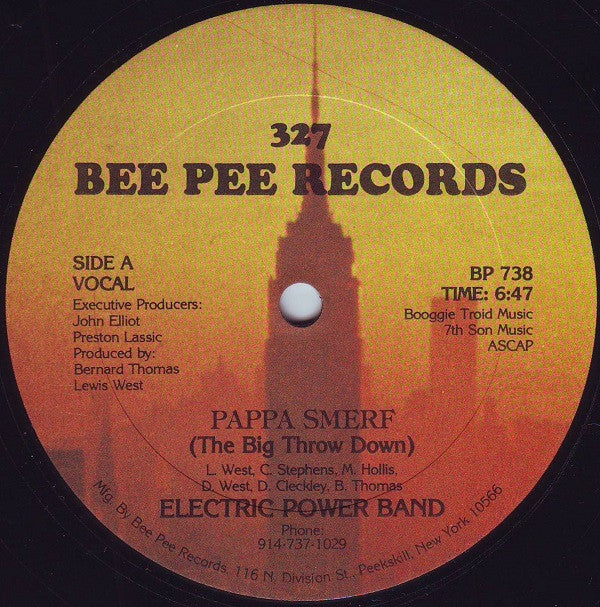 327
BEE PEE RECORDS
SIDE A
VOCAL
Executive Producers:
John Elliot
Preston Lassic
Produced by:
Bernard Thomas
Lewis West
BP 738
TIME: 6:47
Booggie Troid Music
7th Son Music
ASCAP
PAPPA SMERF
(The Big Throw Down)
L. West, C. Stephens, M. Hollis,
D. West, D. Cleckley, B. Thomas
ELECTRIC POWER BAND
Phone:
914-737-1029
Mfg. By Bee Pee Records, 116 N. Division St., Peekskill, New York 10566